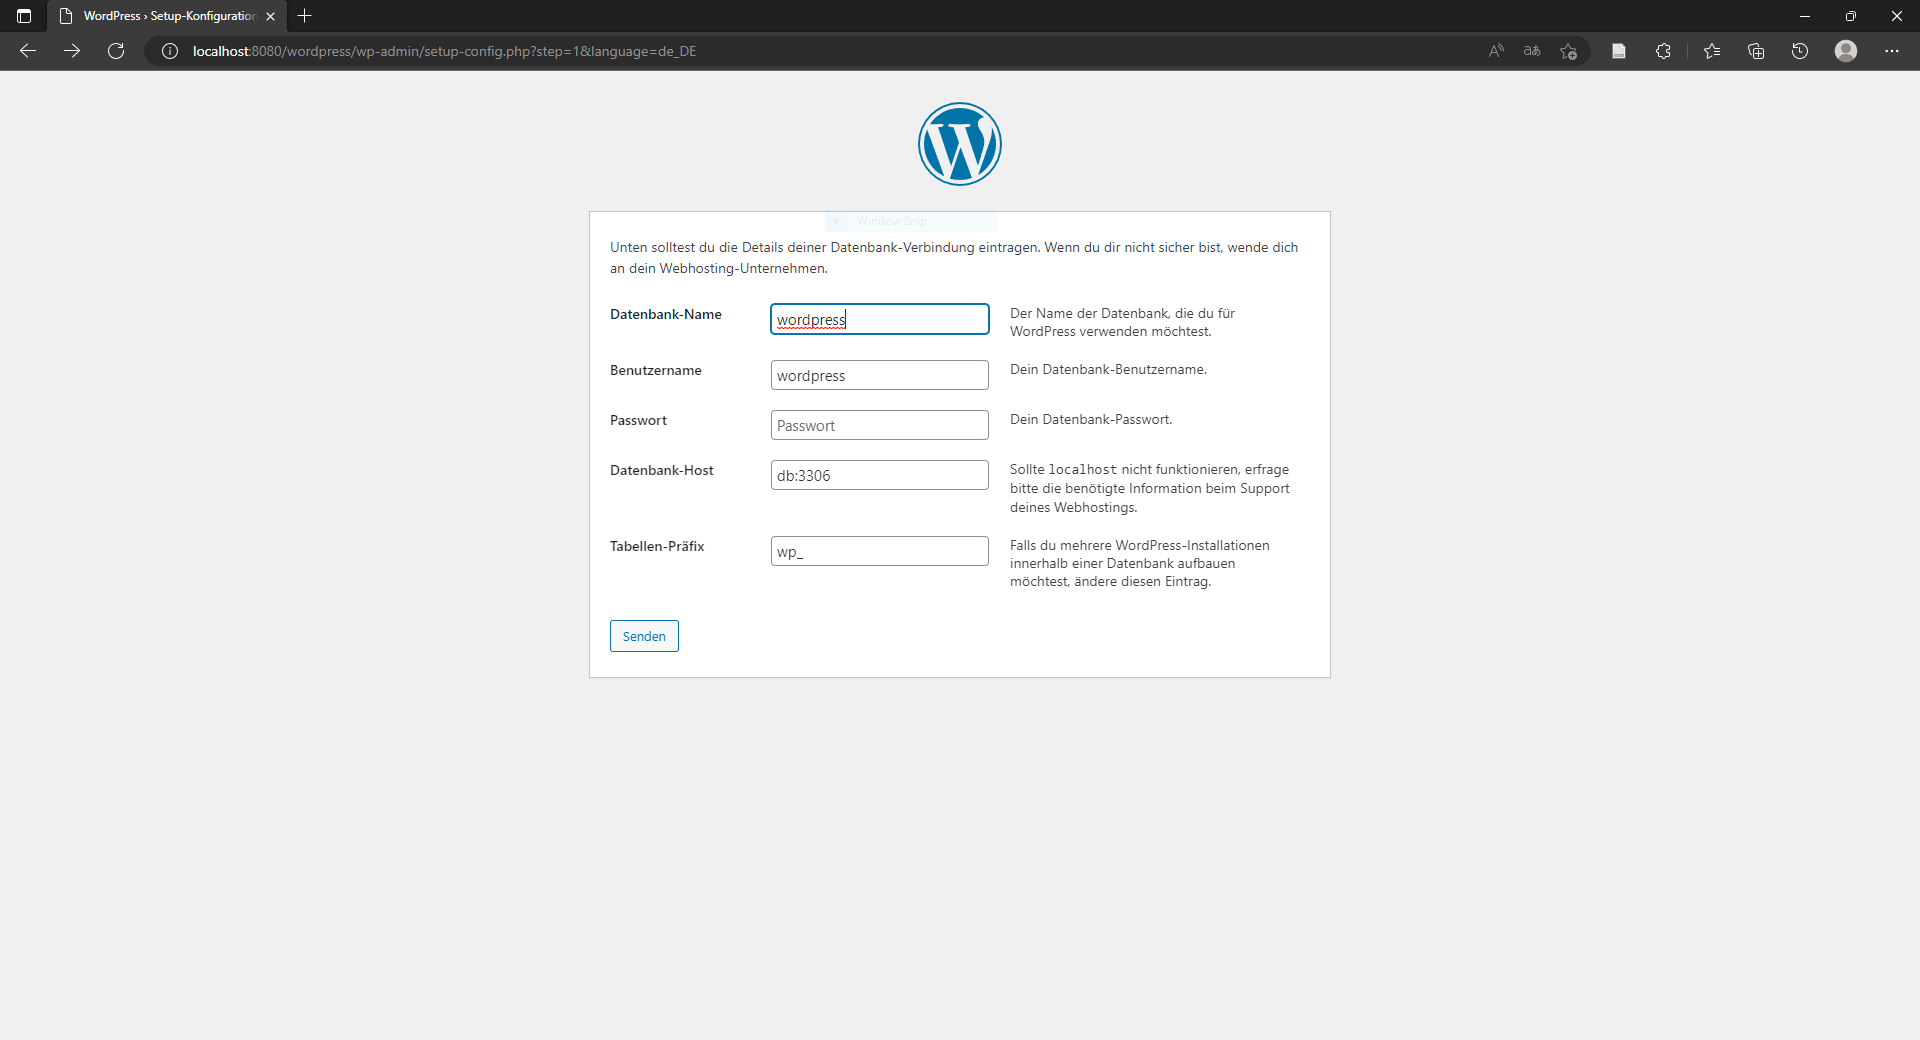 WordPress › Setup-Konfiguration
localhost:8080/wordpress/wp-admin/setup-config.php?step=1&language=de_DE
Window Snip
Unten solltest du die Details deiner Datenbank-Verbindung eintragen. Wenn du dir nicht sicher bist, wende dich
an dein Webhosting-Unternehmen.
Datenbank-Name
wordpress
Der Name der Datenbank, die du für
WordPress verwenden möchtest.
Benutzername
wordpress
Dein Datenbank-Benutzername.
Passwort
Passwort
Dein Datenbank-Passwort.
Datenbank-Host
db:3306
Sollte localhost nicht funktionieren, erfrage
bitte die benötigte Information beim Support
deines Webhostings.
Tabellen-Präfix
wp_
Falls du mehrere WordPress-Installationen
innerhalb einer Datenbank aufbauen
möchtest, ändere diesen Eintrag.
Senden